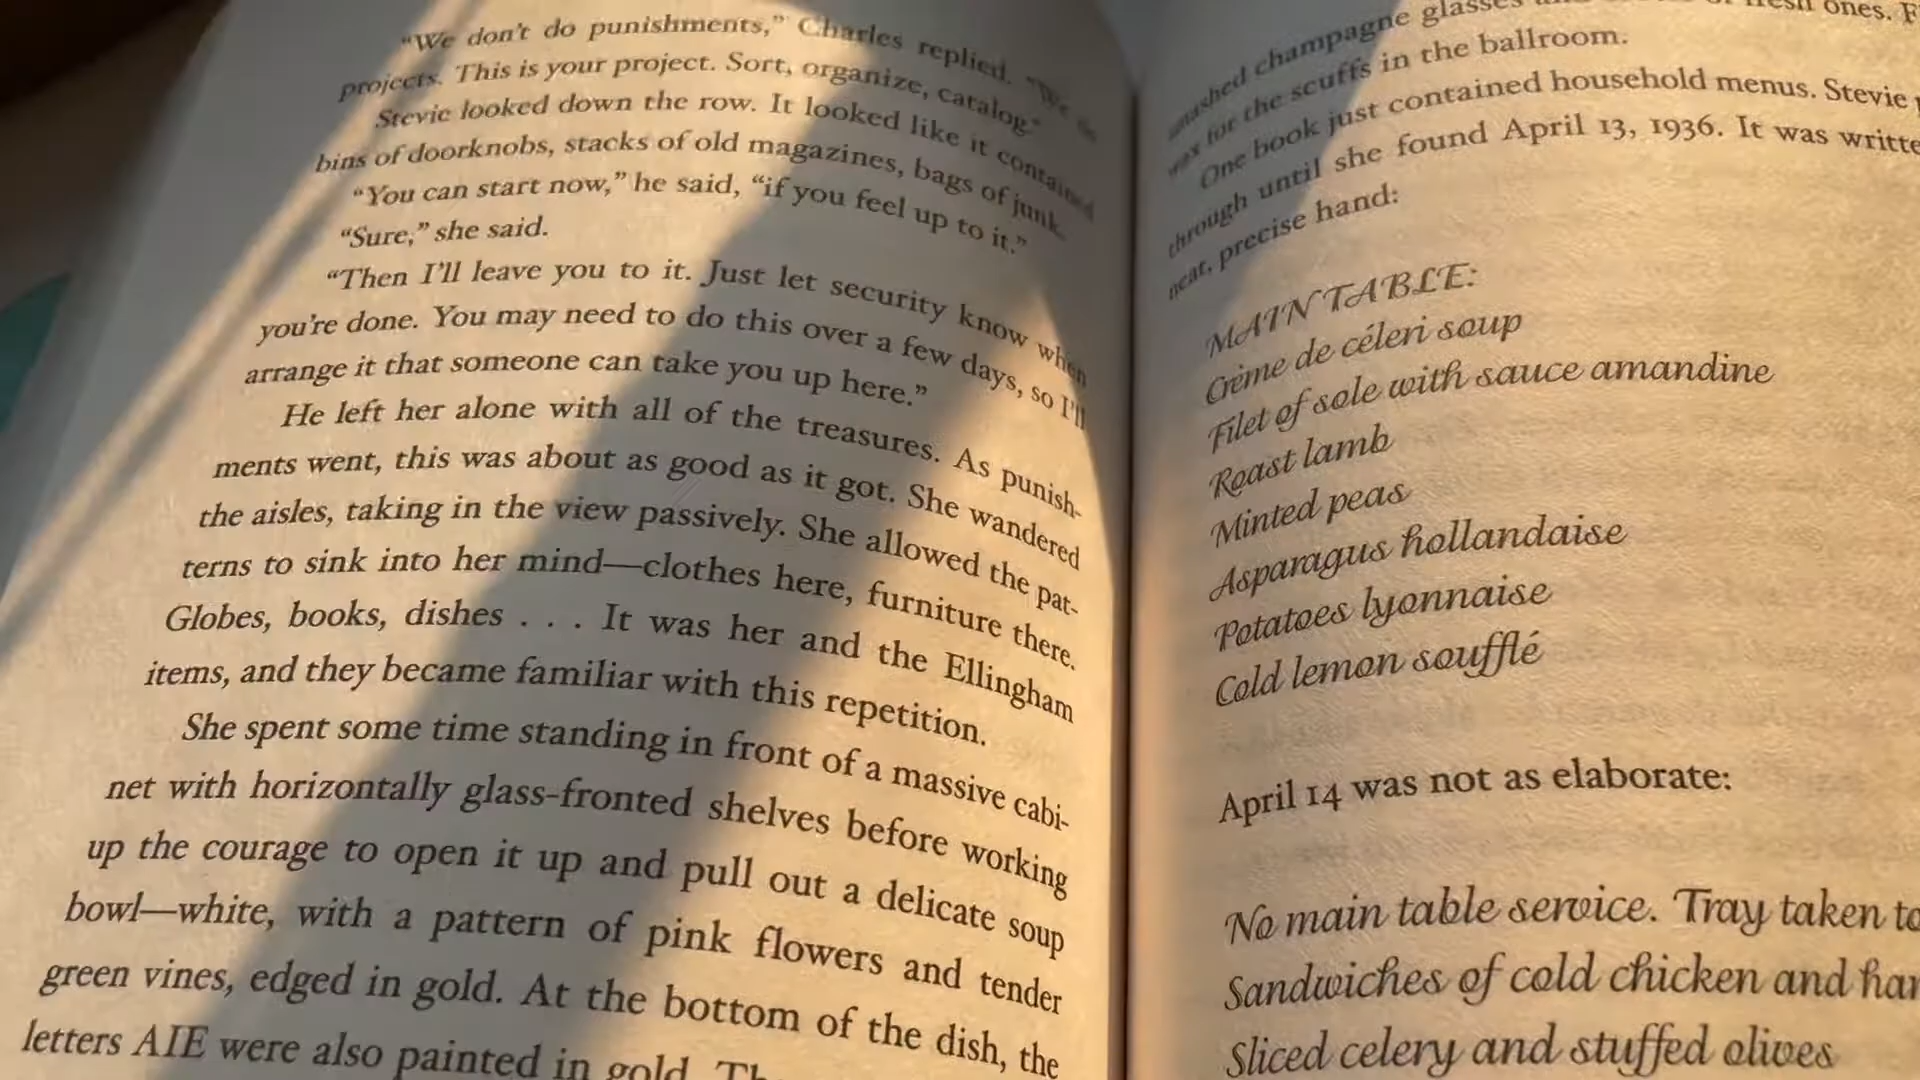 “We don’t do punishments,” Charles replied. “We do
projects. This is your project. Sort, organize, catalog.”
Stevie looked down the row. It looked like it contained
bins of doorknobs, stacks of old magazines, bags of junk.
“You can start now,” he said, “if you feel up to it.”
“Sure,” she said.
“Then I’ll leave you to it. Just let security know when
you’re done. You may need to do this over a few days, so I’ll
arrange it that someone can take you up here.”
He left her alone with all of the treasures. As punish-
ments went, this was about as good as it got. She wandered
the aisles, taking in the view passively. She allowed the pat-
terns to sink into her mind—clothes here, furniture there.
Globes, books, dishes . . . It was her and the Ellingham
items, and they became familiar with this repetition.
She spent some time standing in front of a massive cabi-
net with horizontally glass-fronted shelves before working
up the courage to open it up and pull out a delicate soup
bowl—white, with a pattern of pink flowers and tender
green vines, edged in gold. At the bottom of the dish, the
letters AIE were also painted in gold.
smashed champagne glasses ones.
wax for the scuffs in the ballroom.
One book just contained household menus. Stevie
through until she found April 13, 1936. It was
neat, precise hand:
MAIN TABLE:
Crème de céleri soup
Filet of sole with sauce amandine
Roast lamb
Minted peas
Asparagus hollandaise
Potatoes lyonnaise
Cold lemon soufflé
April 14 was not as elaborate:
No main table service. Tray taken to
Sandwiches of cold chicken and
Sliced celery and stuffed olives